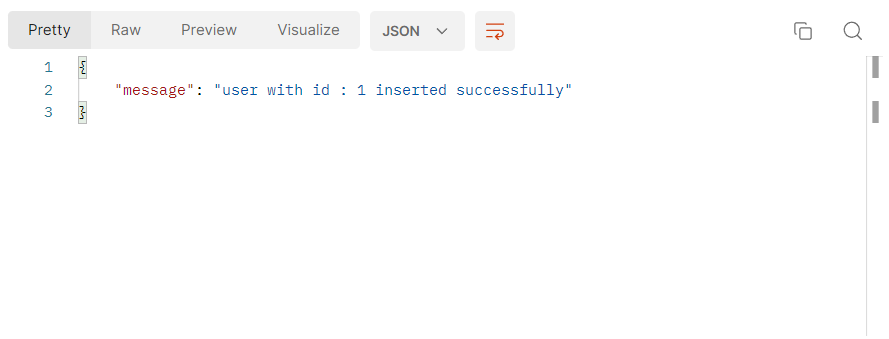 Pretty Raw Preview Visualize JSON
1 {
2 "message": "user with id : 1 inserted successfully"
3 }